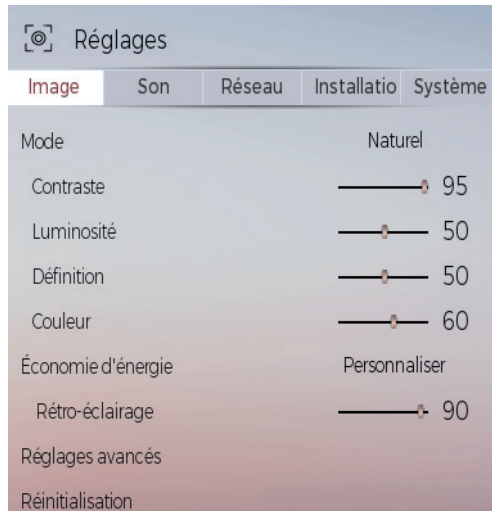 Réglages
Image Son Réseau Installatio Système
Mode Naturel
Contraste 95
Luminosité 50
Définition 50
Couleur 60
Économie d'énergie Personnaliser
Rétro-éclairage 90
Réglages avancés
Réinitialisation